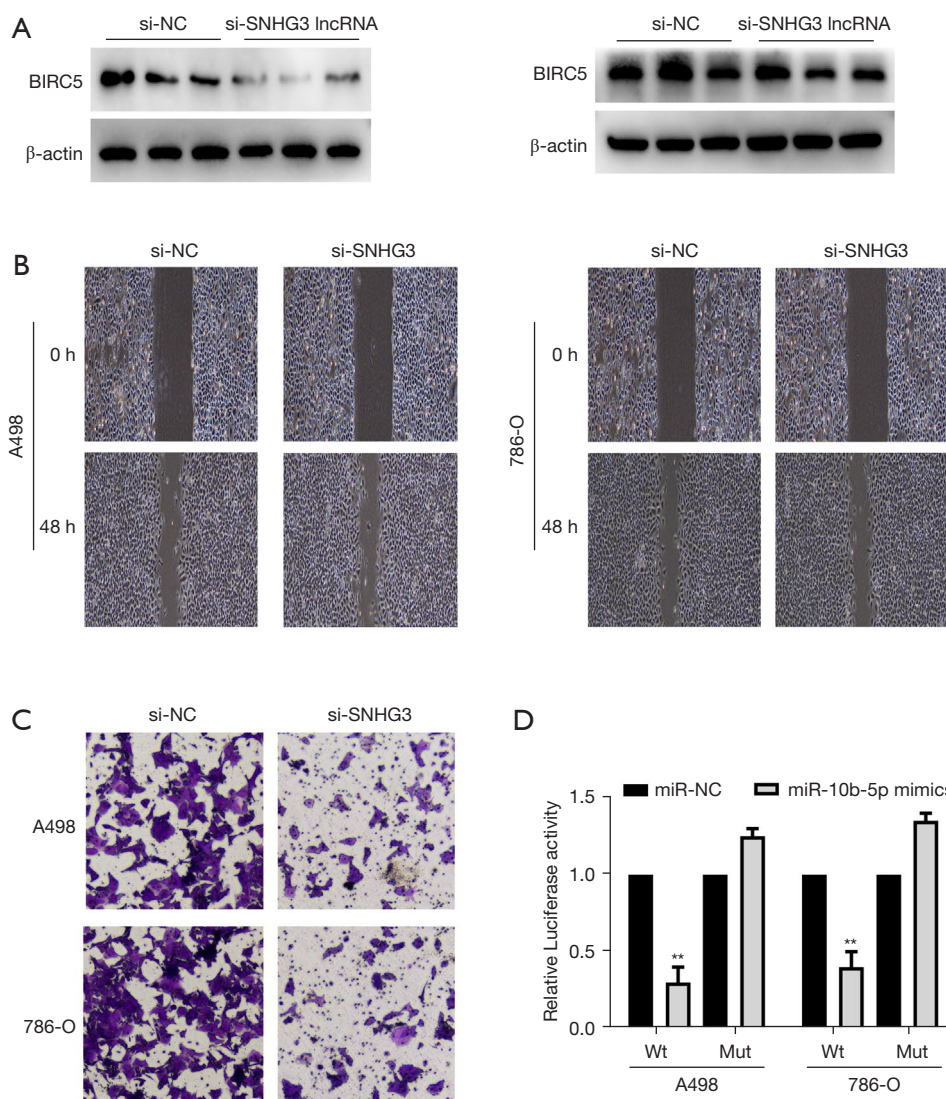 A
si-NC si-SNHG3 lncRNA
BIRC5
β-actin
si-NC si-SNHG3 lncRNA
BIRC5
β-actin
B
si-NC si-SNHG3
0 h
A498
48 h
si-NC si-SNHG3
0 h
786-O
48 h
C
si-NC si-SNHG3
A498
786-O
D
miR-NC miR-10b-5p mimics
Relative Luciferase activity
1.5
1.0
0.5
0.0
** **
Wt Mut Wt Mut
A498 786-O